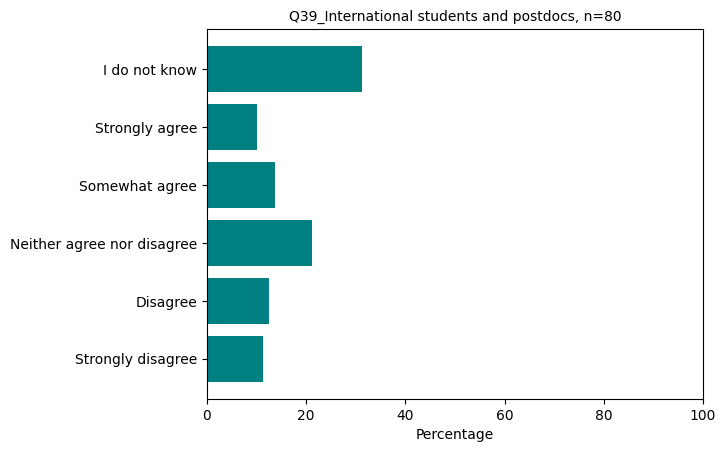 Q39_International students and postdocs, n=80
I do not know
Strongly agree
Somewhat agree
Neither agree nor disagree
Disagree
Strongly disagree
0 20 40 60 80 100
Percentage